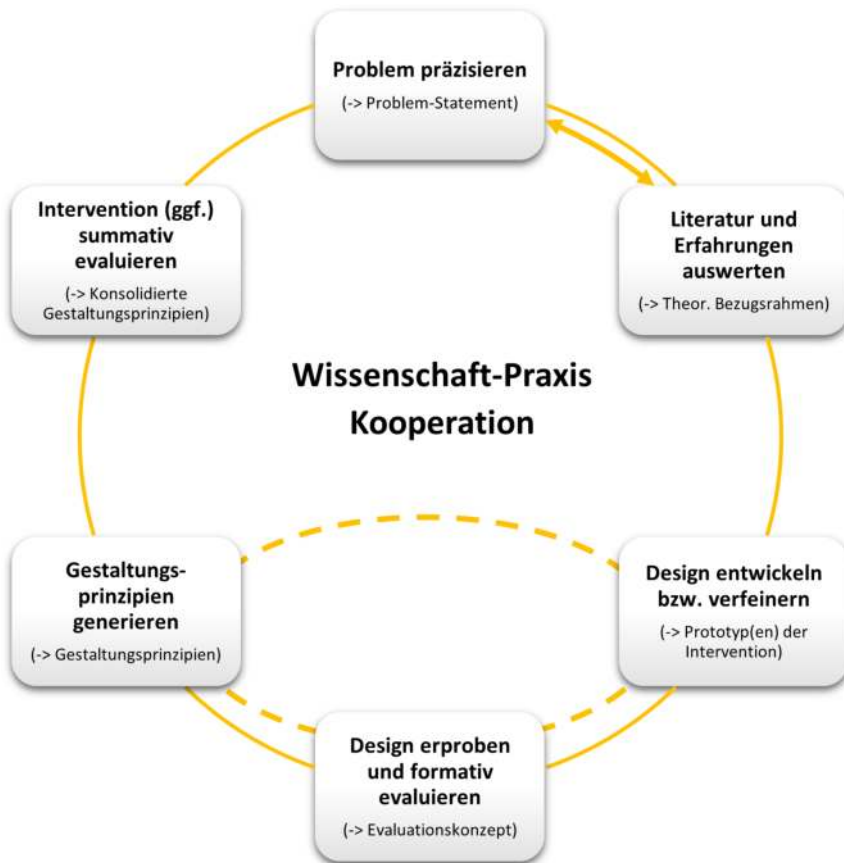 Problem präzisieren
(-> Problem-Statement)
Literatur und
Erfahrungen
auswerten
(-> Theor. Bezugsrahmen)
Design entwickeln
bzw. verfeinern
(-> Prototyp(en) der
Intervention)
Design erproben
und formativ
evaluieren
(-> Evaluationskonzept)
Gestaltungs-
prinzipien
generieren
(-> Gestaltungsprinzipien)
Intervention (ggf.)
summativ
evaluieren
(-> Konsolidierte
Gestaltungsprinzipien)
Wissenschaft-Praxis
Kooperation